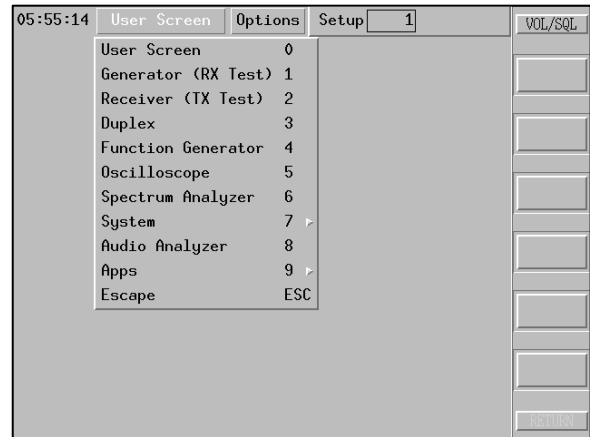 05:55:14 User Screen Options Setup 1 VOL/SQL
User Screen 0
Generator (RX Test) 1
Receiver (TX Test) 2
Duplex 3
Function Generator 4
Oscilloscope 5
Spectrum Analyzer 6
System 7
Audio Analyzer 8
Apps 9
Escape ESC
RETURN